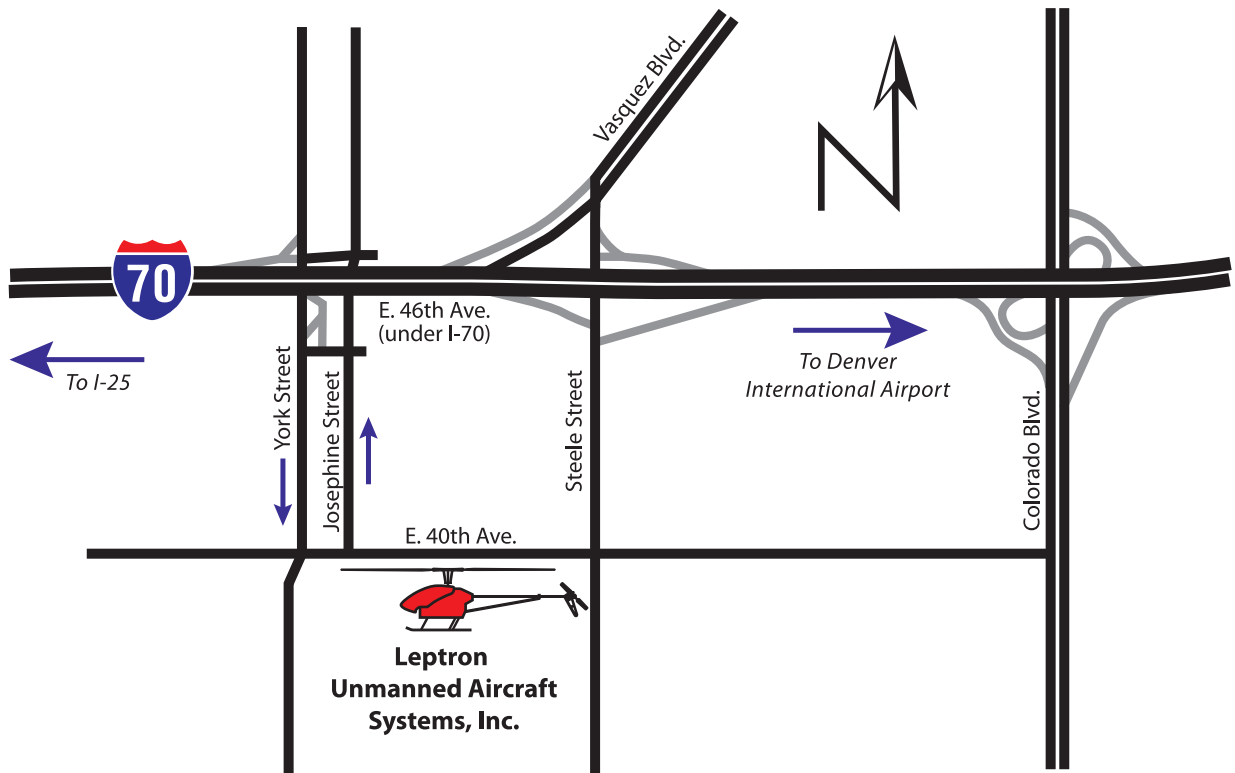 Vasquez Blvd.
N
70
E. 46th Ave.
(under I-70)
To I-25
To Denver
International Airport
York Street
Josephine Street
Steele Street
Colorado Blvd.
E. 40th Ave.
Leptron
Unmanned Aircraft
Systems, Inc.